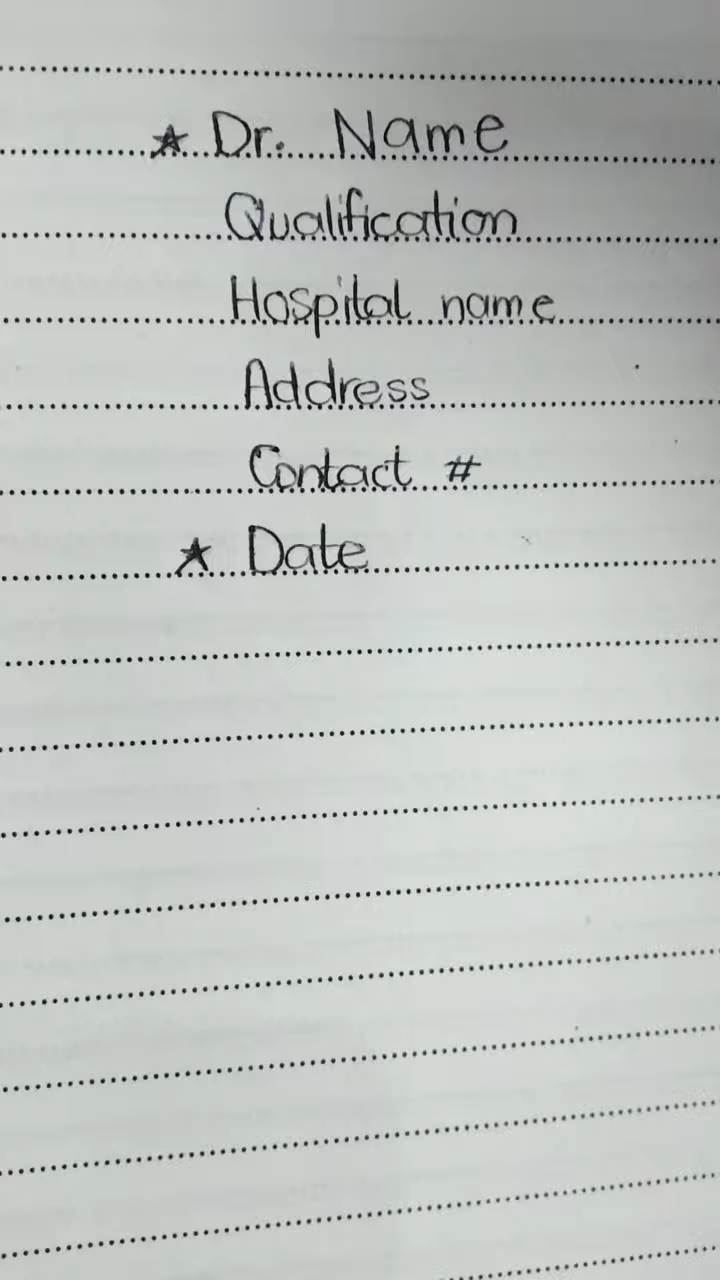 ★ Dr. Name
Qualification
Hospital name
Address
Contact #
★ Date